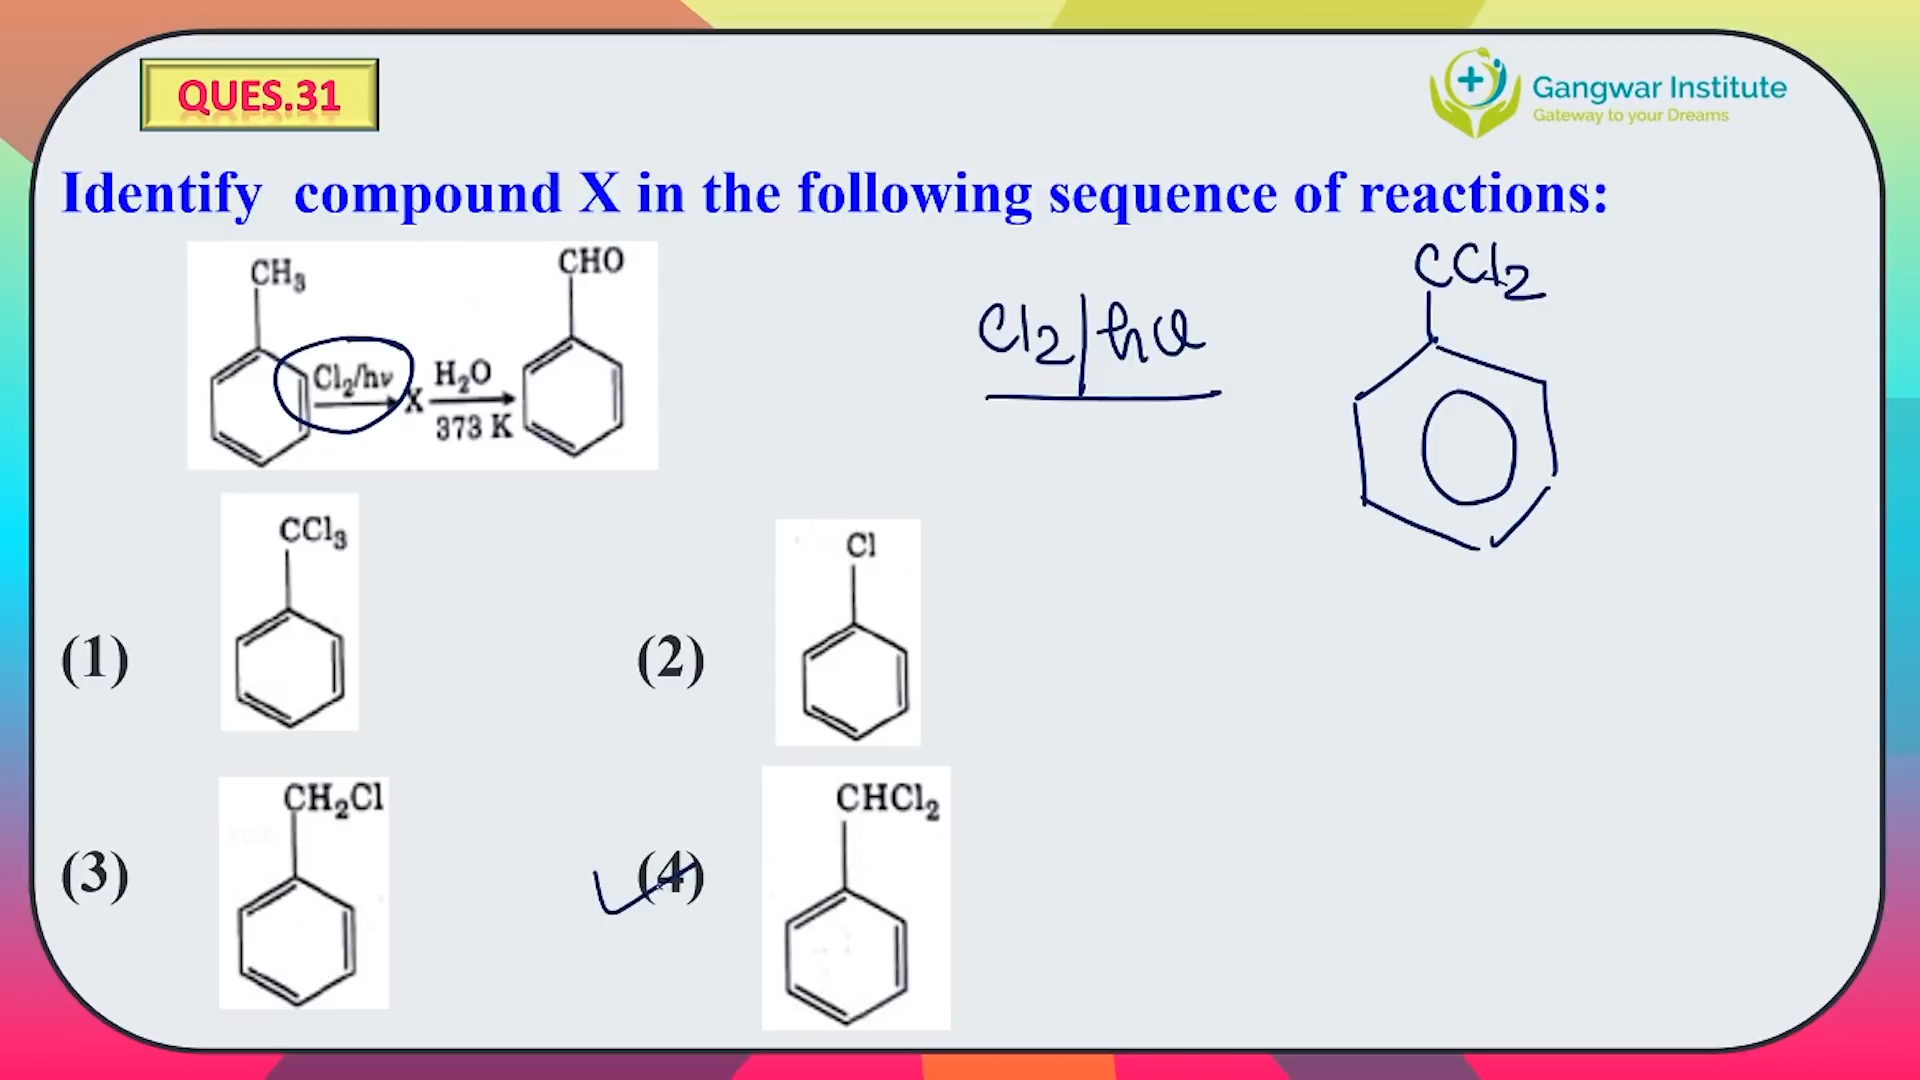 QUES.31
Gangwar Institute
Gateway to your Dreams
Identify compound X in the following sequence of reactions:
CH₃
CHO
Cl₂/hν
X
H₂O
373 K
Cl2/hν
CCl2
(1)
CCl₃
(2)
Cl
(3)
CH₂Cl
(4)
CHCl₂